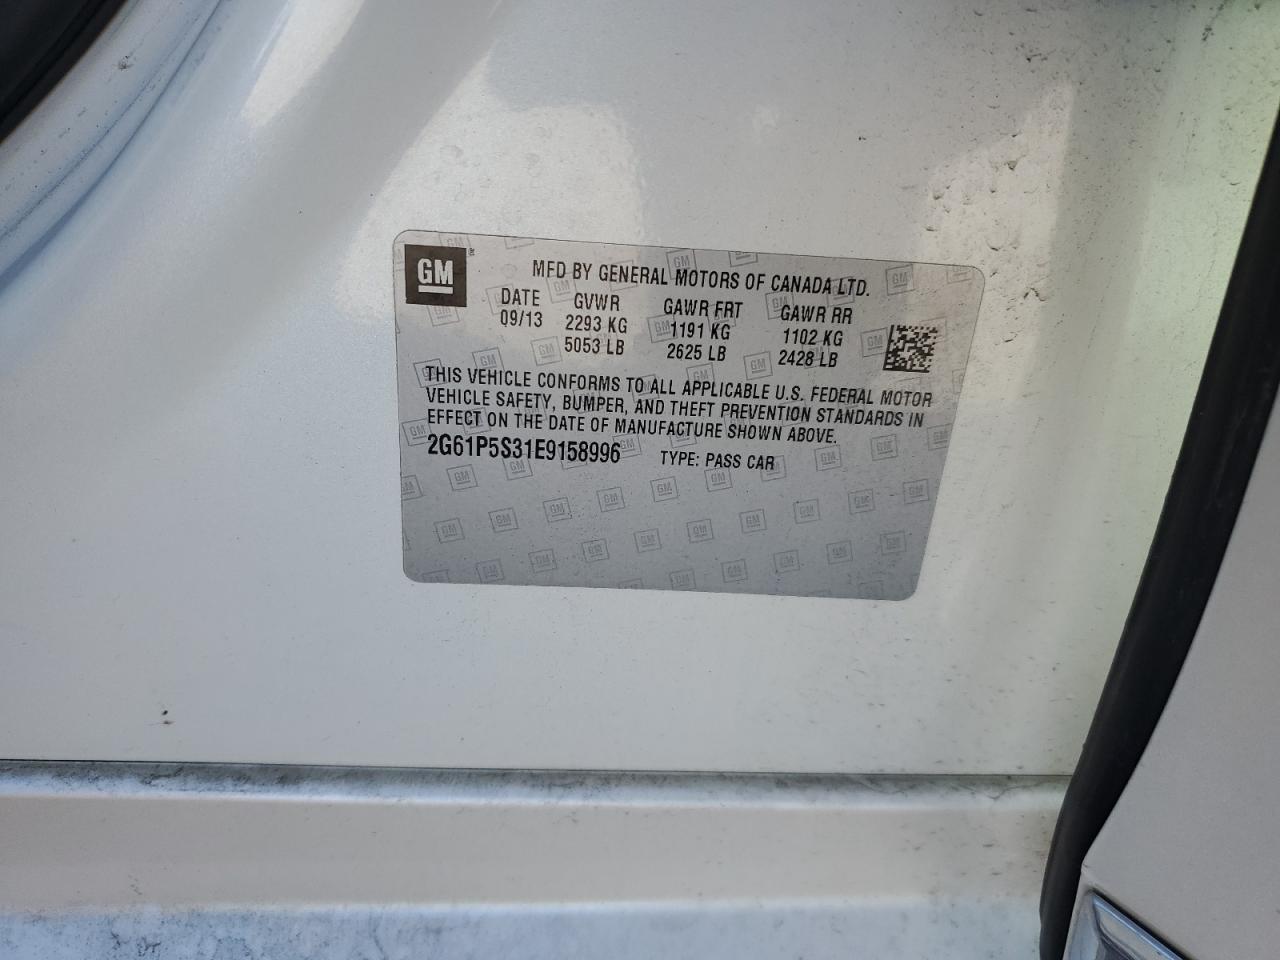 GM
MFD BY GENERAL MOTORS OF CANADA LTD.
DATE GVWR GAWR FRT GAWR RR
09/13 2293 KG 1191 KG 1102 KG
5053 LB 2625 LB 2428 LB
THIS VEHICLE CONFORMS TO ALL APPLICABLE U.S. FEDERAL MOTOR
VEHICLE SAFETY, BUMPER, AND THEFT PREVENTION STANDARDS IN
EFFECT ON THE DATE OF MANUFACTURE SHOWN ABOVE.
2G61P5S31E9158996 TYPE: PASS CAR